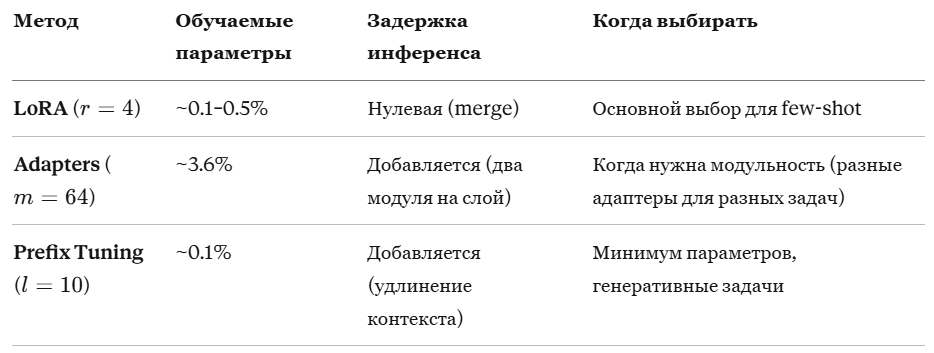 Метод Обучаемые параметры Задержка инференса Когда выбирать
LoRA (r = 4) ~0.1–0.5% Нулевая (merge) Основной выбор для few-shot
Adapters (m = 64) ~3.6% Добавляется (два модуля на слой) Когда нужна модульность (разные адаптеры для разных задач)
Prefix Tuning (l = 10) ~0.1% Добавляется (удлинение контекста) Минимум параметров, генеративные задачи